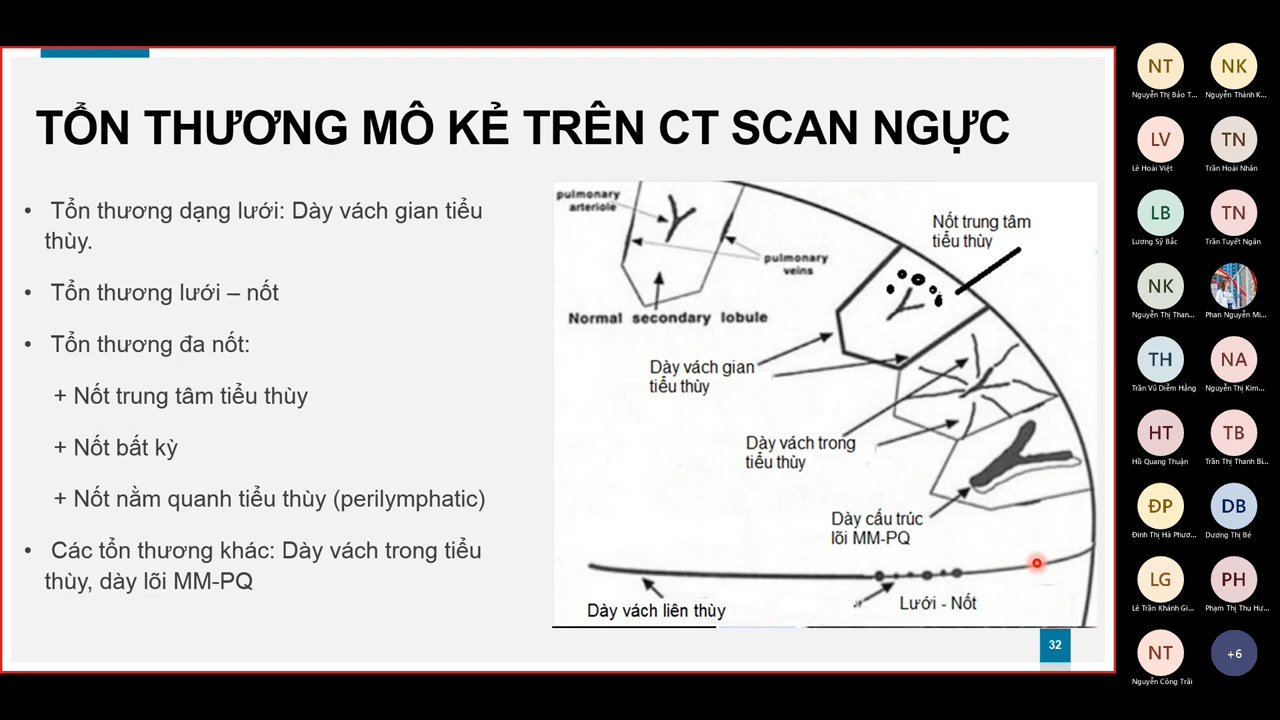 TỔN THƯƠNG MÔ KẺ TRÊN CT SCAN NGỰC
• Tổn thương dạng lưới: Dày vách gian tiểu
thùy.
• Tổn thương lưới – nốt
• Tổn thương đa nốt:
+ Nốt trung tâm tiểu thùy
+ Nốt bất kỳ
+ Nốt nằm quanh tiểu thùy (perilymphatic)
• Các tổn thương khác: Dày vách trong tiểu
thùy, dày lõi MM-PQ
pulmonary
arteriole
pulmonary
veins
Normal secondary lobule
Nốt trung tâm
tiểu thùy
Dày vách gian
tiểu thùy
Dày vách trong
tiểu thùy
Dày cấu trúc
lõi MM-PQ
Dày vách liên thùy
Lưới - Nốt
32
NT
Nguyễn Thị Bảo T...
NK
Nguyễn Thành K...
LV
Lê Hoài Việt
TN
Trần Hoài Nhân
LB
Lương Sỹ Bắc
TN
Trần Tuyết Ngân
NK
Nguyễn Thị Than...
Phan Nguyễn Mi...
TH
Trần Vũ Diễm Hằng
NA
Nguyễn Thị Kim...
HT
Hồ Quang Thuận
TB
Trần Thị Thanh Bì...
ĐP
Đinh Thị Hà Phươ...
DB
Dương Thị Bé
LG
Lê Trần Khánh Gi...
PH
Phạm Thị Thu Hư...
NT
Nguyễn Công Trãi
+6